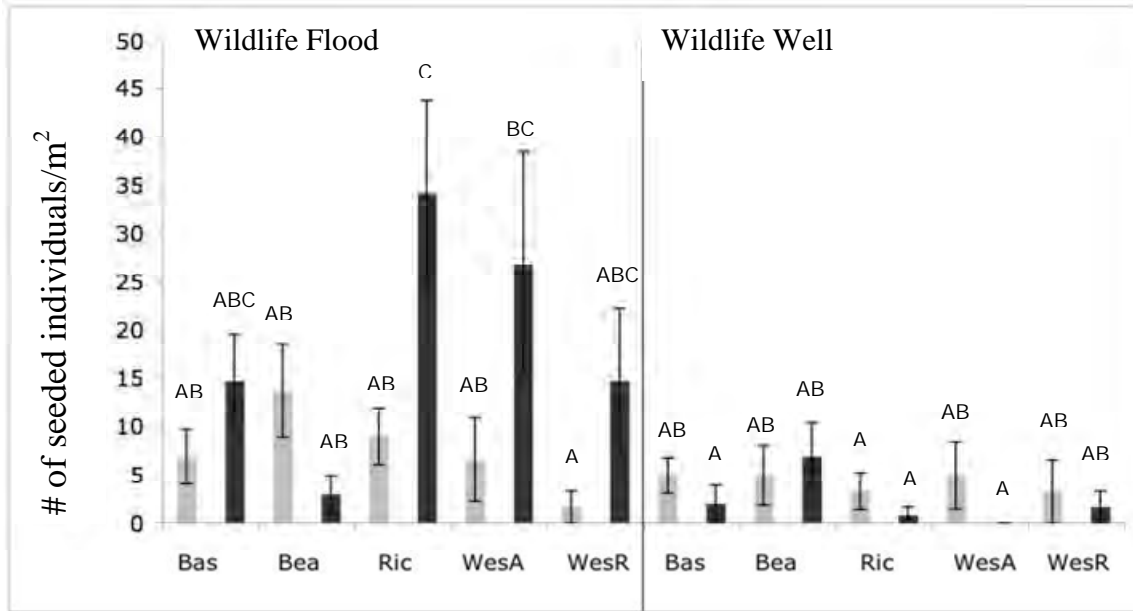 # of seeded individuals/m²
Wildlife Flood
Wildlife Well
50
45
40
35
30
25
20
15
10
5
0
AB
ABC
AB
AB
AB
C
AB
BC
A
ABC
AB
A
AB
AB
A
A
AB
A
AB
AB
Bas
Bea
Ric
WesA
WesR
Bas
Bea
Ric
WesA
WesR